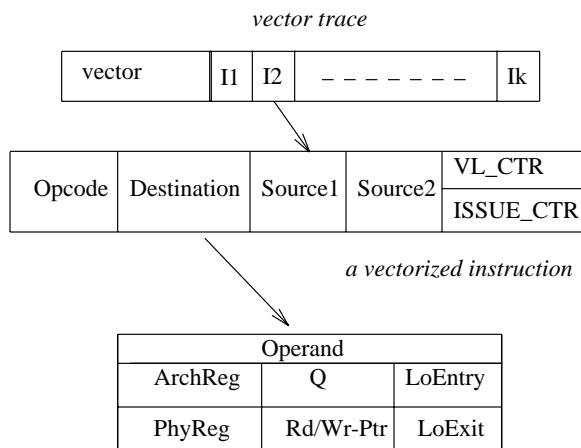 vector trace
vector I1 I2 – – – – – – – Ik
Opcode Destination Source1 Source2 VL_CTR
ISSUE_CTR
a vectorized instruction
Operand
ArchReg Q LoEntry
PhyReg Rd/Wr-Ptr LoExit